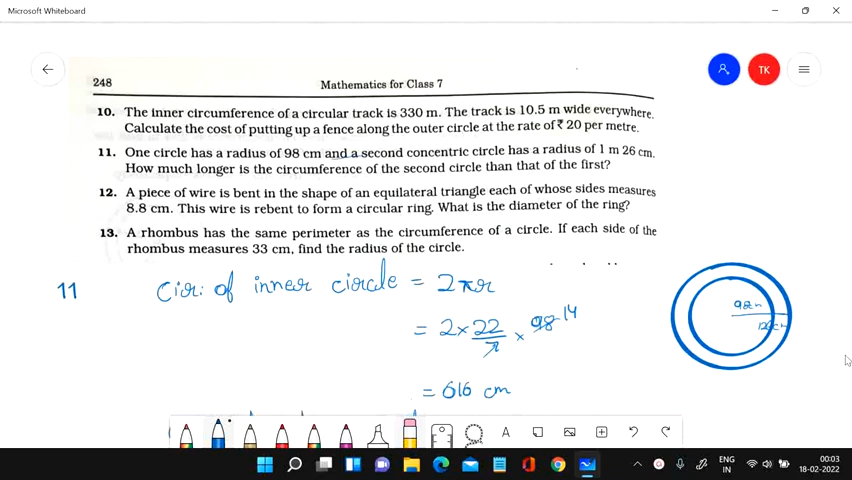 Microsoft Whiteboard
TK
248 Mathematics for Class 7
10. The inner circumference of a circular track is 330 m. The track is 10.5 m wide everywhere.
Calculate the cost of putting up a fence along the outer circle at the rate of ₹ 20 per metre.
11. One circle has a radius of 98 cm and a second concentric circle has a radius of 1 m 26 cm.
How much longer is the circumference of the second circle than that of the first?
12. A piece of wire is bent in the shape of an equilateral triangle each of whose sides measures
8.8 cm. This wire is rebent to form a circular ring. What is the diameter of the ring?
13. A rhombus has the same perimeter as the circumference of a circle. If each side of the
rhombus measures 33 cm, find the radius of the circle.
11 Cir: of inner circle = 2πr
= 2 × 22/7 × 98 14
= 616 cm
A
ENG
IN
00:03
18-02-2022